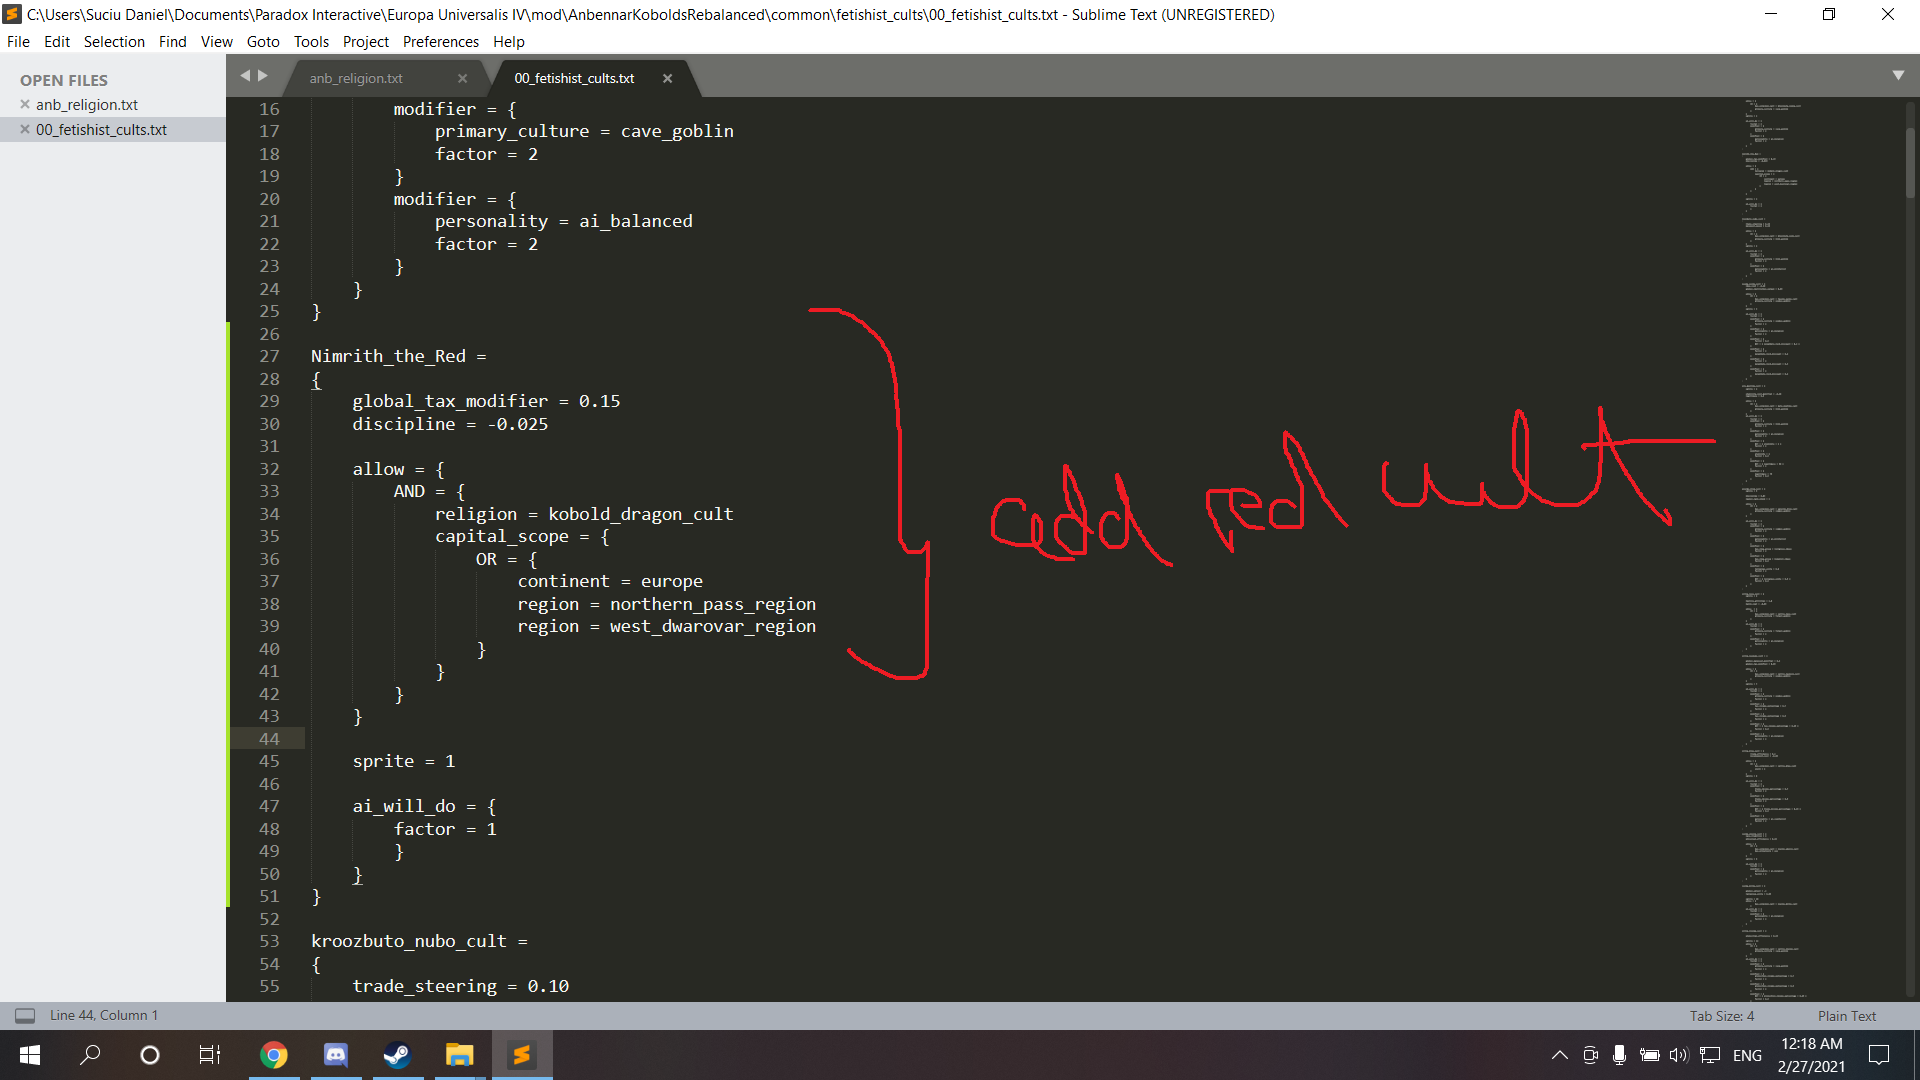 C:\Users\Suciu Daniel\Documents\Paradox Interactive\Europa Universalis IV\mod\AnbennarKoboldsRebalanced\common\fetishist_cults\00_fetishist_cults.txt - Sublime Text (UNREGISTERED)
File Edit Selection Find View Goto Tools Project Preferences Help
OPEN FILES
anb_religion.txt
00_fetishist_cults.txt
anb_religion.txt 00_fetishist_cults.txt
16 modifier = {
17 primary_culture = cave_goblin
18 factor = 2
19 }
20 modifier = {
21 personality = ai_balanced
22 factor = 2
23 }
24 }
25 }
26
27 Nimrith_the_Red =
28 {
29 global_tax_modifier = 0.15
30 discipline = -0.025
31
32 allow = {
33 AND = {
34 religion = kobold_dragon_cult
35 capital_scope = {
36 OR = {
37 continent = europe
38 region = northern_pass_region
39 region = west_dwarovar_region
40 }
41 }
42 }
43 }
44
45 sprite = 1
46
47 ai_will_do = {
48 factor = 1
49 }
50 }
51 }
52
53 kroozbuto_nubo_cult =
54 {
55 trade_steering = 0.10
add red cult
Line 44, Column 1
Tab Size: 4 Plain Text
ENG
12:18 AM
2/27/2021